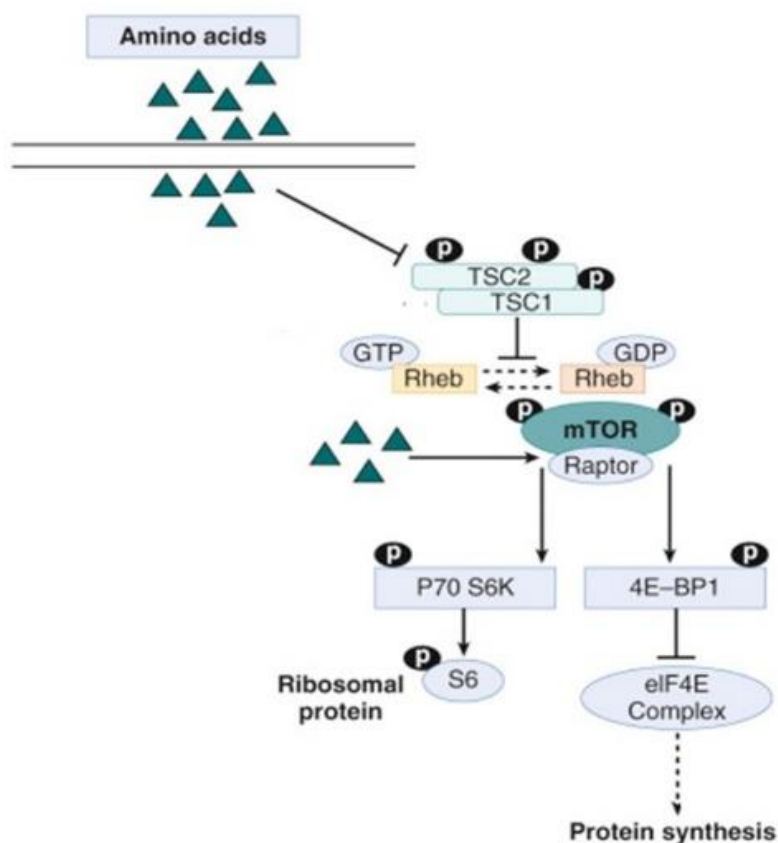 Amino acids
P
P
TSC2
P
TSC1
GTP
GDP
Rheb
Rheb
P
P
mTOR
Raptor
P
P
P70 S6K
4E–BP1
P
S6
Ribosomal
protein
eIF4E
Complex
Protein synthesis